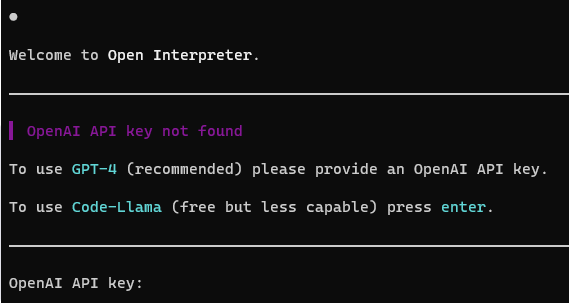 Welcome to Open Interpreter.
OpenAI API key not found
To use GPT-4 (recommended) please provide an OpenAI API key.
To use Code-Llama (free but less capable) press enter.
OpenAI API key: